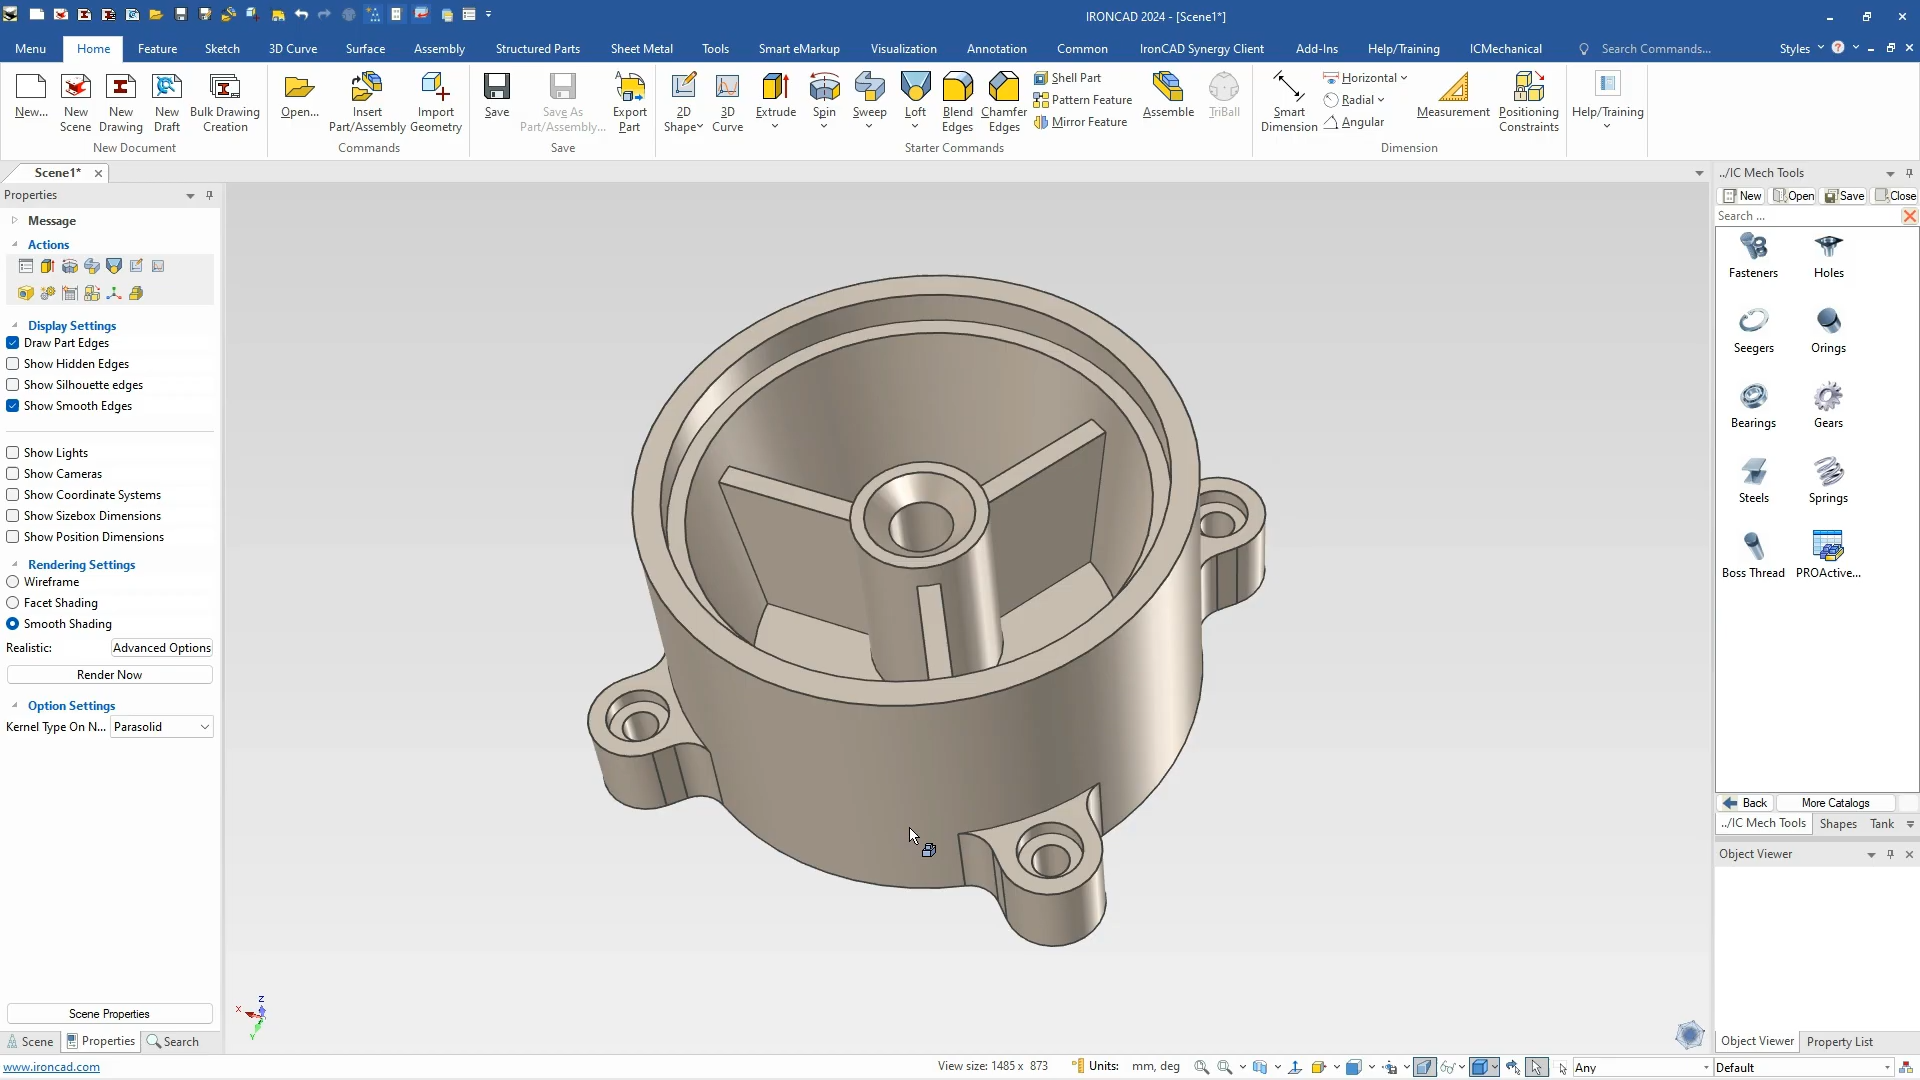 IRONCAD 2024 - [Scene1*]
Menu Home Feature Sketch 3D Curve Surface Assembly Structured Parts Sheet Metal Tools Smart eMarkup Visualization Annotation Common IronCAD Synergy Client Add-Ins Help/Training ICMechanical Search Commands... Styles
New... New Scene New Drawing New Draft Bulk Drawing Creation
New Document
Open... Insert Part/Assembly Import Geometry
Commands
Save Save As Part/Assembly... Export Part
Save
2D Shape 3D Curve Extrude Spin Sweep Loft Blend Edges Chamfer Edges
Shell Part
Pattern Feature
Mirror Feature
Assemble TriBall
Starter Commands
Smart Dimension
Horizontal
Radial
Angular
Measurement Positioning Constraints
Dimension
Help/Training
Scene1*
Properties
Message
Actions
Display Settings
Draw Part Edges
Show Hidden Edges
Show Silhouette edges
Show Smooth Edges
Show Lights
Show Cameras
Show Coordinate Systems
Show Sizebox Dimensions
Show Position Dimensions
Rendering Settings
Wireframe
Facet Shading
Smooth Shading
Realistic: Advanced Options
Render Now
Option Settings
Kernel Type On N... Parasolid
Scene Properties
Scene Properties Search
Z
X
Y
../IC Mech Tools
New Open Save Close
Search ...
Fasteners Holes
Seegers Orings
Bearings Gears
Steels Springs
Boss Thread PROActive...
Back More Catalogs
../IC Mech Tools Shapes Tank
Object Viewer
Object Viewer Property List
www.ironcad.com
View size: 1485 x 873 Units: mm, deg Any Default